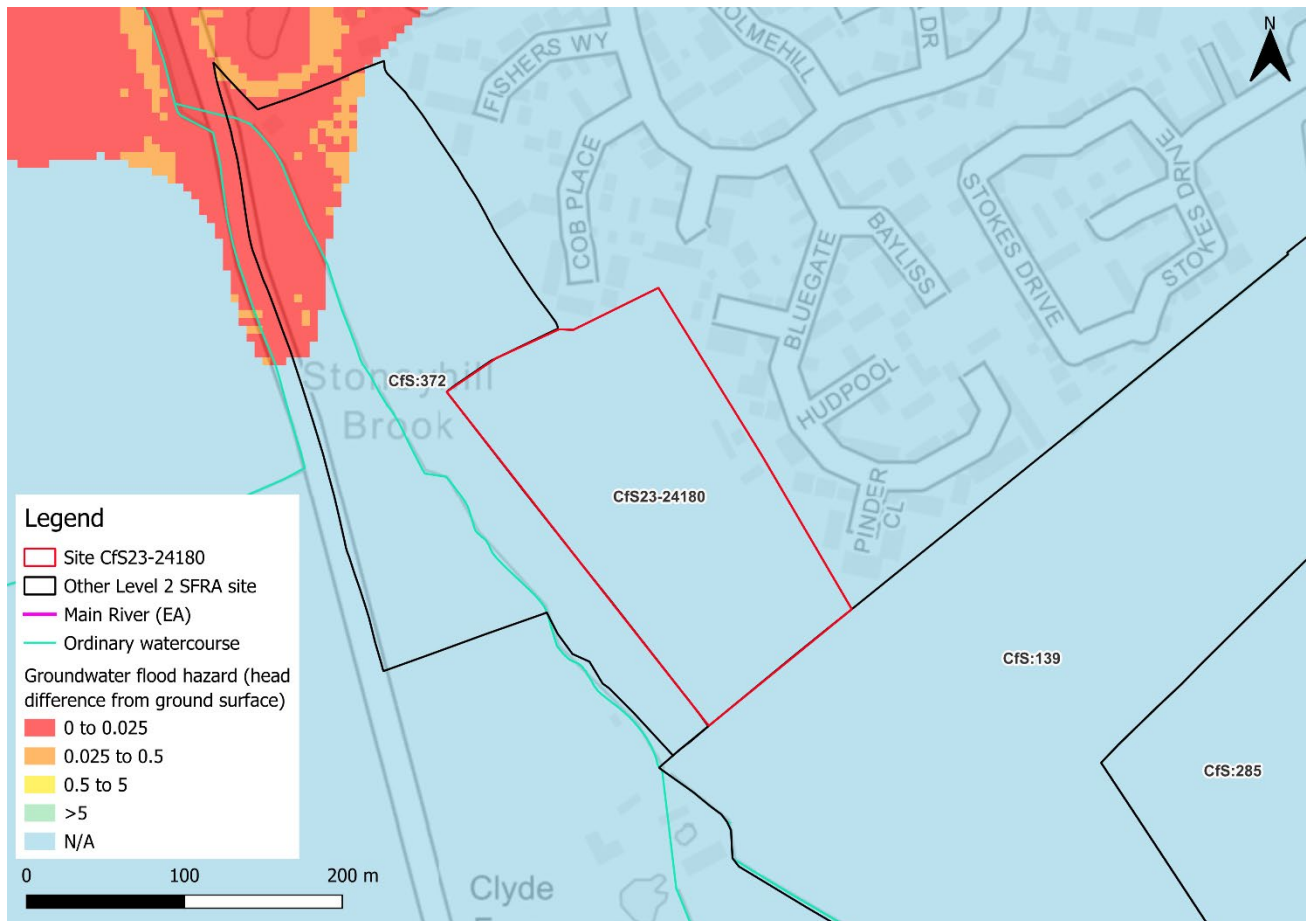 N
FISHERS WY
OLMEHILL
DR
COB PLACE
BLUEGATE
BAYLISS
STOKES DRIVE
STOKES DRIVE
HUDPOOL
PINDER
CL
CfS:372
Stoneyhill
Brook
CfS23-24180
CfS:139
CfS:285
Clyde
Legend
Site CfS23-24180
Other Level 2 SFRA site
Main River (EA)
Ordinary watercourse
Groundwater flood hazard (head
difference from ground surface)
0 to 0.025
0.025 to 0.5
0.5 to 5
>5
N/A
0 100 200 m